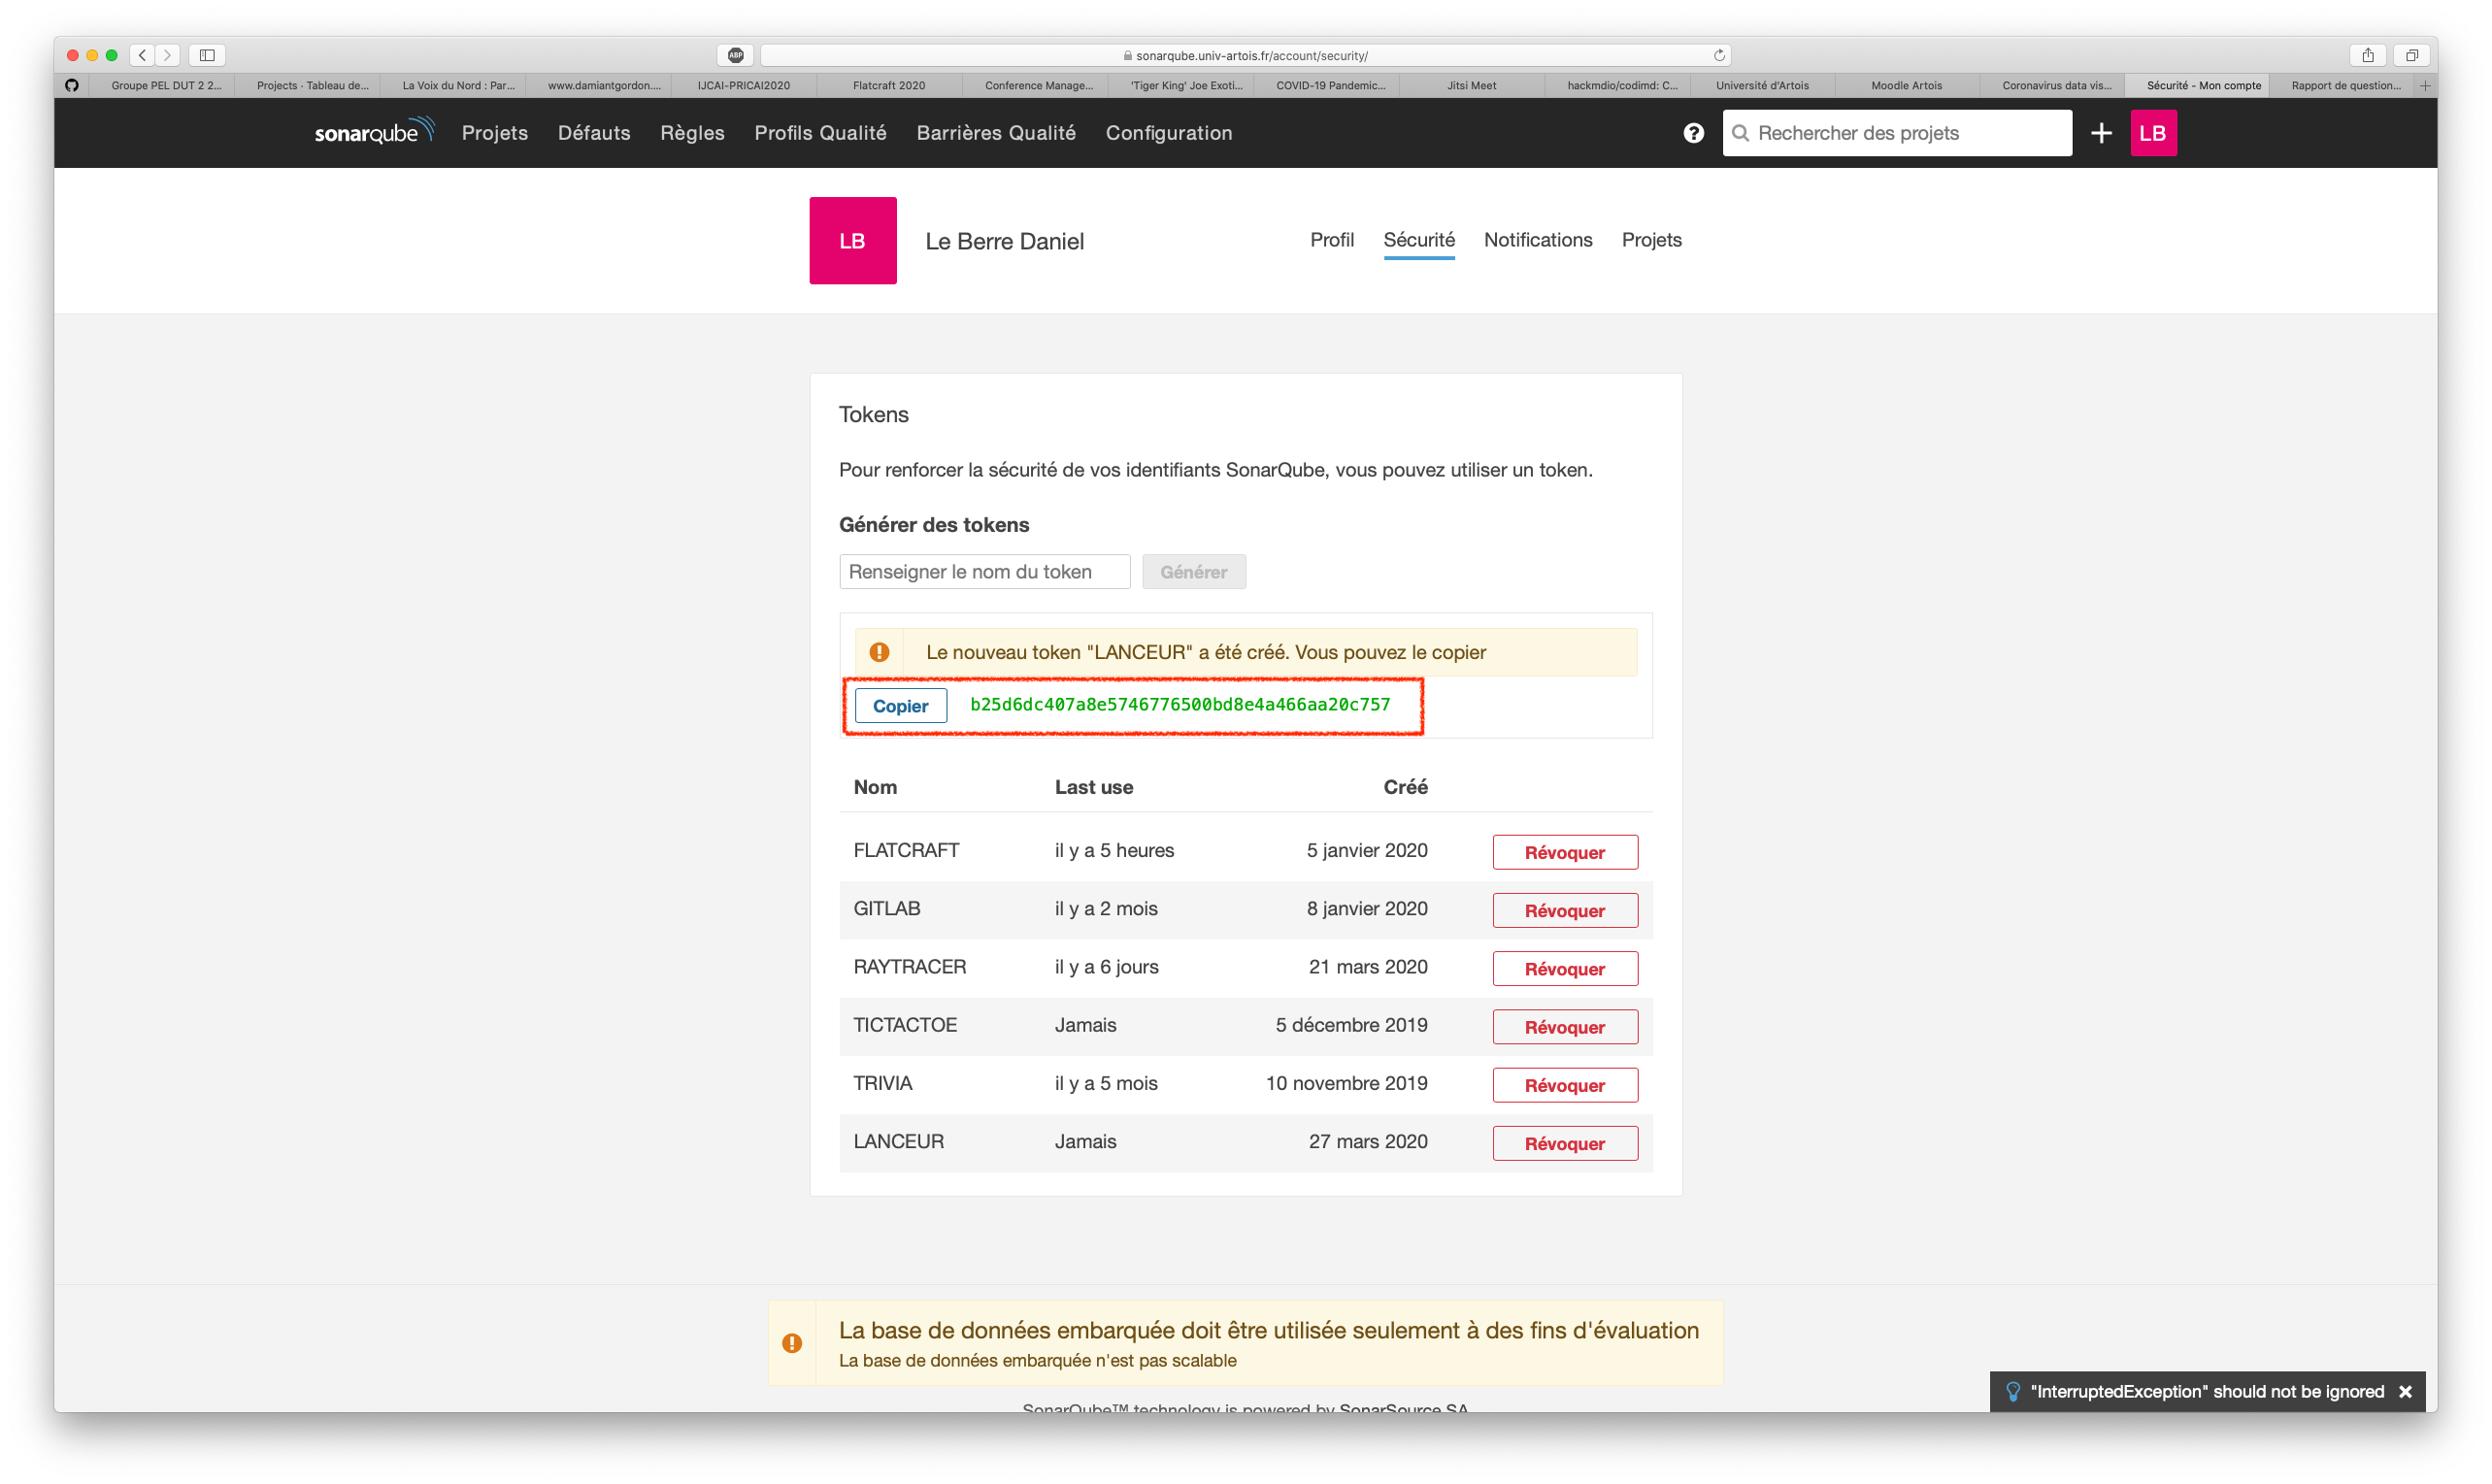 sonarqube.univ-artois.fr/account/security/
Groupe PEL DUT 2 2...
Projects · Tableau de...
La Voix du Nord : Par...
www.damiantgordon....
IJCAI-PRICAI2020
Flatcraft 2020
Conference Manage...
'Tiger King' Joe Exoti...
COVID-19 Pandemic...
Jitsi Meet
hackmdio/codimd: C...
Université d'Artois
Moodle Artois
Coronavirus data vis...
Sécurité - Mon compte
Rapport de question...
sonarqube Projets Défauts Règles Profils Qualité Barrières Qualité Configuration ? Rechercher des projets + LB
LB Le Berre Daniel Profil Sécurité Notifications Projets
Tokens
Pour renforcer la sécurité de vos identifiants SonarQube, vous pouvez utiliser un token.
Générer des tokens
Renseigner le nom du token Générer
Le nouveau token "LANCEUR" a été créé. Vous pouvez le copier
Copier b25d6dc407a8e5746776500bd8e4a466aa20c757
Nom Last use Créé
FLATCRAFT il y a 5 heures 5 janvier 2020 Révoquer
GITLAB il y a 2 mois 8 janvier 2020 Révoquer
RAYTRACER il y a 6 jours 21 mars 2020 Révoquer
TICTACTOE Jamais 5 décembre 2019 Révoquer
TRIVIA il y a 5 mois 10 novembre 2019 Révoquer
LANCEUR Jamais 27 mars 2020 Révoquer
La base de données embarquée doit être utilisée seulement à des fins d'évaluation
La base de données embarquée n'est pas scalable
"InterruptedException" should not be ignored
SonarQube™ technology is powered by SonarSource SA
ABP